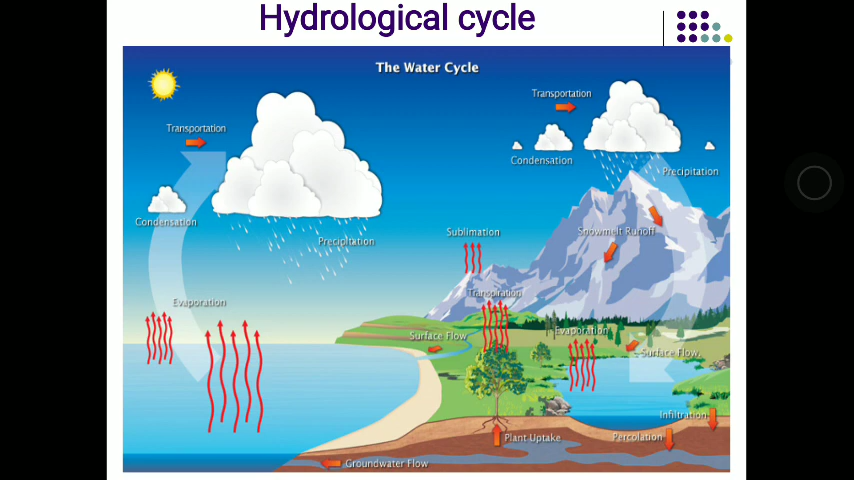 Hydrological cycle
The Water Cycle
Transportation
Transportation
Condensation
Precipitation
Condensation
Precipitation
Sublimation
Snowmelt Runoff
Transpiration
Evaporation
Evaporation
Surface Flow
Surface Flow
Infiltration
Plant Uptake
Percolation
Groundwater Flow